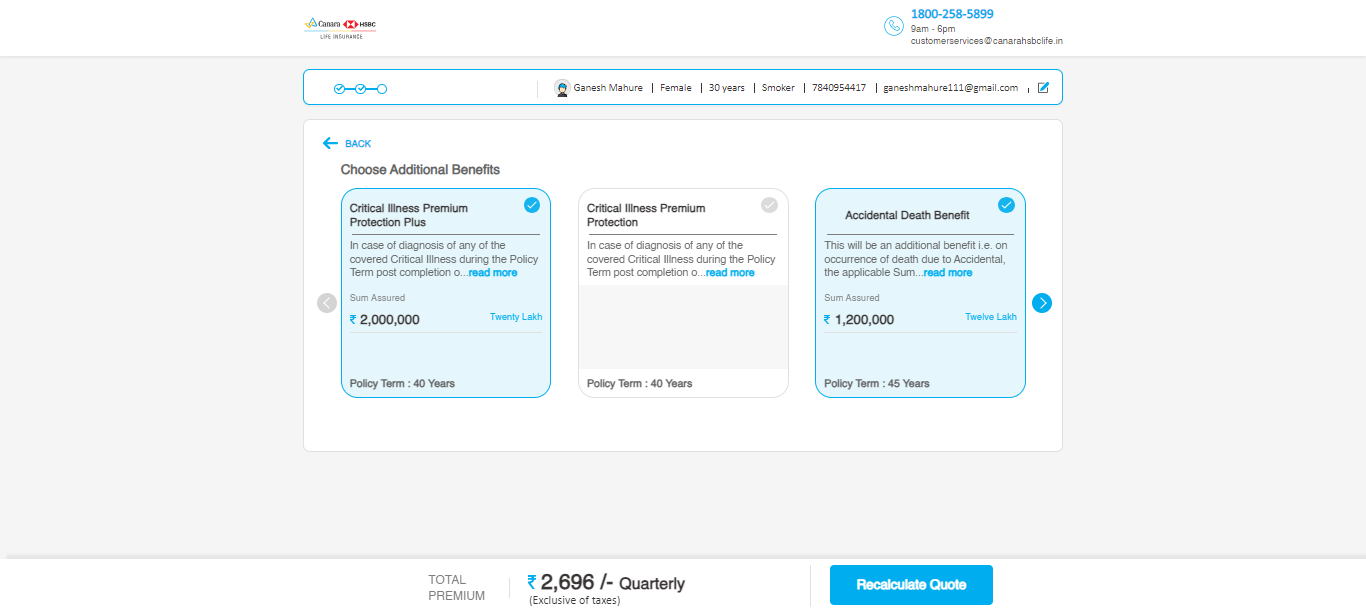 Canara HSBC
LIFE INSURANCE
1800-258-5899
9am - 6pm
customerservices@canarahsbclife.in
Ganesh Mahure | Female | 30 years | Smoker | 7840954417 | ganeshmahure111@gmail.com
BACK
Choose Additional Benefits
Critical Illness Premium
Protection Plus
In case of diagnosis of any of the
covered Critical Illness during the Policy
Term post completion o...read more
Sum Assured
₹ 2,000,000 Twenty Lakh
Policy Term : 40 Years
Critical Illness Premium
Protection
In case of diagnosis of any of the
covered Critical Illness during the Policy
Term post completion o...read more
Policy Term : 40 Years
Accidental Death Benefit
This will be an additional benefit i.e. on
occurrence of death due to Accidental,
the applicable Sum...read more
Sum Assured
₹ 1,200,000 Twelve Lakh
Policy Term : 45 Years
TOTAL
PREMIUM
₹ 2,696 /- Quarterly
(Exclusive of taxes)
Recalculate Quote